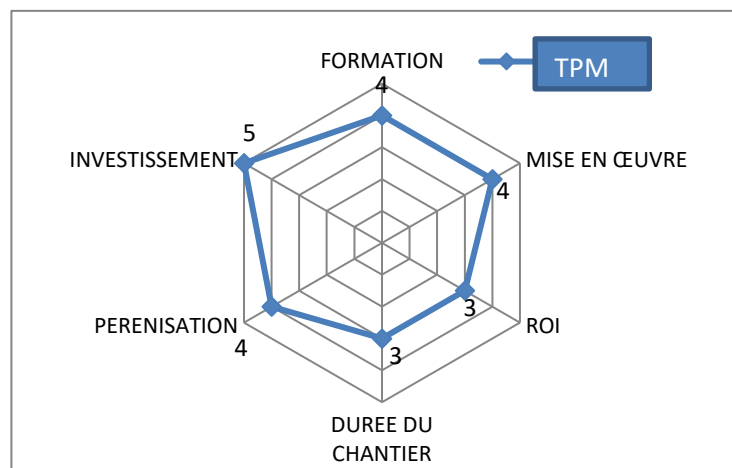 FORMATION
4
TPM
5
INVESTISSEMENT
MISE EN ŒUVRE
4
3
ROI
PERENISATION
4
3
DUREE DU
CHANTIER